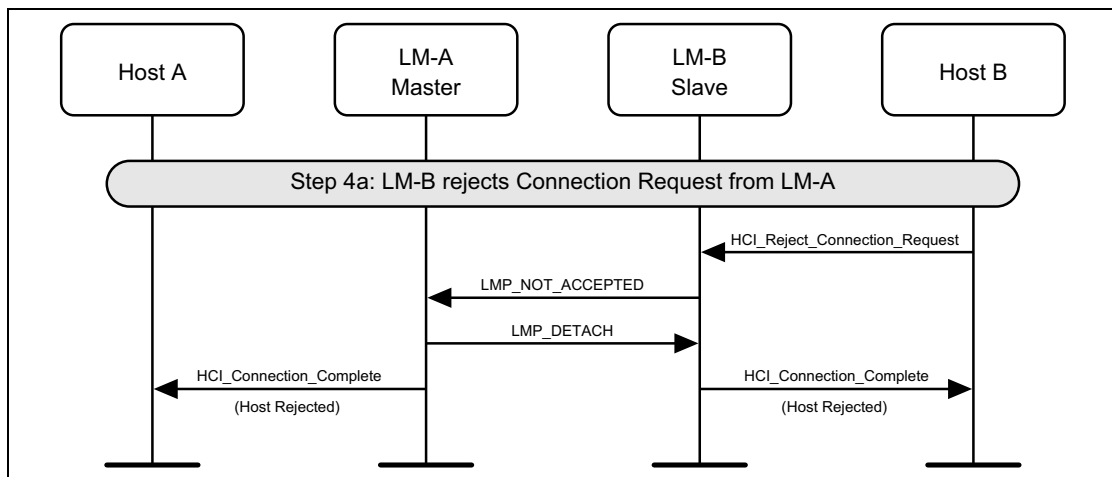 Host A
LM-A
Master
LM-B
Slave
Host B
Step 4a: LM-B rejects Connection Request from LM-A
HCI_Reject_Connection_Request
LMP_NOT_ACCEPTED
LMP_DETACH
HCI_Connection_Complete
(Host Rejected)
HCI_Connection_Complete
(Host Rejected)